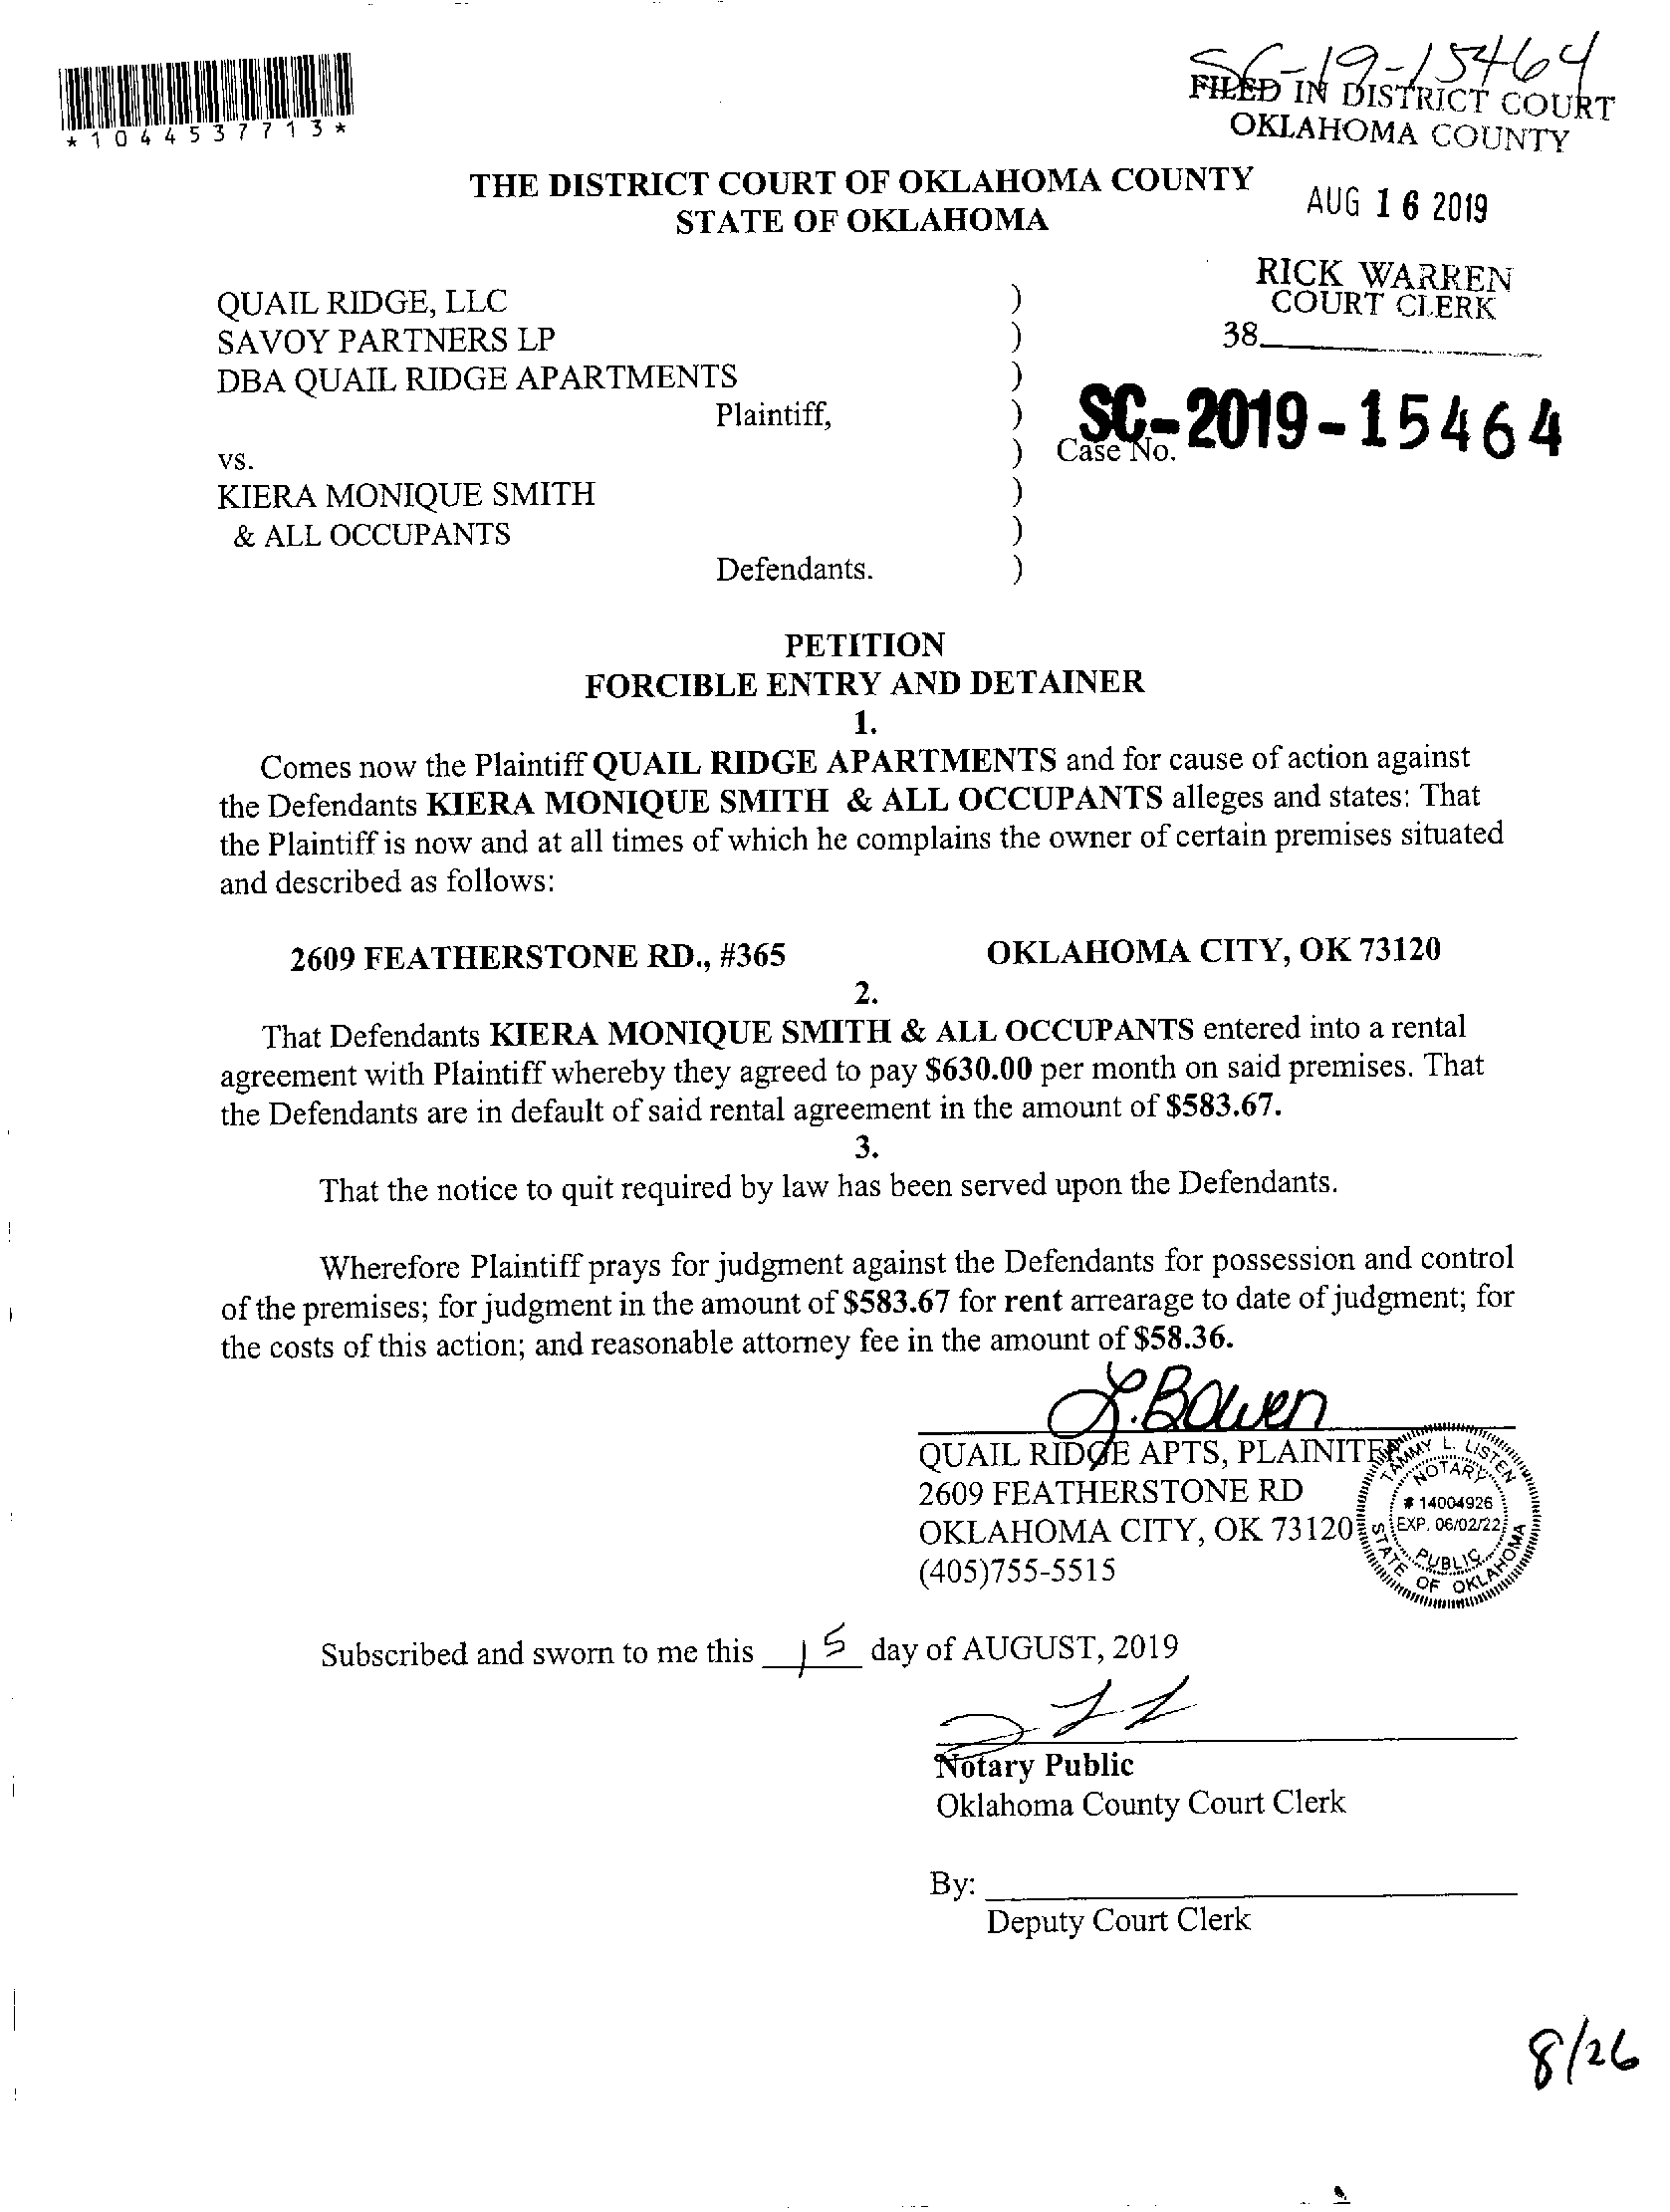 SC-19-15464
FILED IN DISTRICT COURT
OKLAHOMA COUNTY
*1044537713*
THE DISTRICT COURT OF OKLAHOMA COUNTY
STATE OF OKLAHOMA
AUG 16 2019
RICK WARREN
COURT CLERK
38
QUAIL RIDGE, LLC )
SAVOY PARTNERS LP )
DBA QUAIL RIDGE APARTMENTS )
Plaintiff, )
SC-2019-15464
vs. ) Case No.
KIERA MONIQUE SMITH )
& ALL OCCUPANTS )
Defendants. )
PETITION
FORCIBLE ENTRY AND DETAINER
1.
Comes now the Plaintiff QUAIL RIDGE APARTMENTS and for cause of action against
the Defendants KIERA MONIQUE SMITH & ALL OCCUPANTS alleges and states: That
the Plaintiff is now and at all times of which he complains the owner of certain premises situated
and described as follows:
2609 FEATHERSTONE RD., #365 OKLAHOMA CITY, OK 73120
2.
That Defendants KIERA MONIQUE SMITH & ALL OCCUPANTS entered into a rental
agreement with Plaintiff whereby they agreed to pay $630.00 per month on said premises. That
the Defendants are in default of said rental agreement in the amount of $583.67.
3.
That the notice to quit required by law has been served upon the Defendants.
Wherefore Plaintiff prays for judgment against the Defendants for possession and control
of the premises; for judgment in the amount of $583.67 for rent arrearage to date of judgment; for
the costs of this action; and reasonable attorney fee in the amount of $58.36.
L. Bowen
QUAIL RIDGE APTS, PLAINITFF
2609 FEATHERSTONE RD
OKLAHOMA CITY, OK 73120
(405)755-5515
TAMMY L. LISTEN
NOTARY
# 14004926
EXP. 06/02/22
PUBLIC
STATE OF OKLAHOMA
Subscribed and sworn to me this 15 day of AUGUST, 2019
Notary Public
Oklahoma County Court Clerk
By:
Deputy Court Clerk
8/26